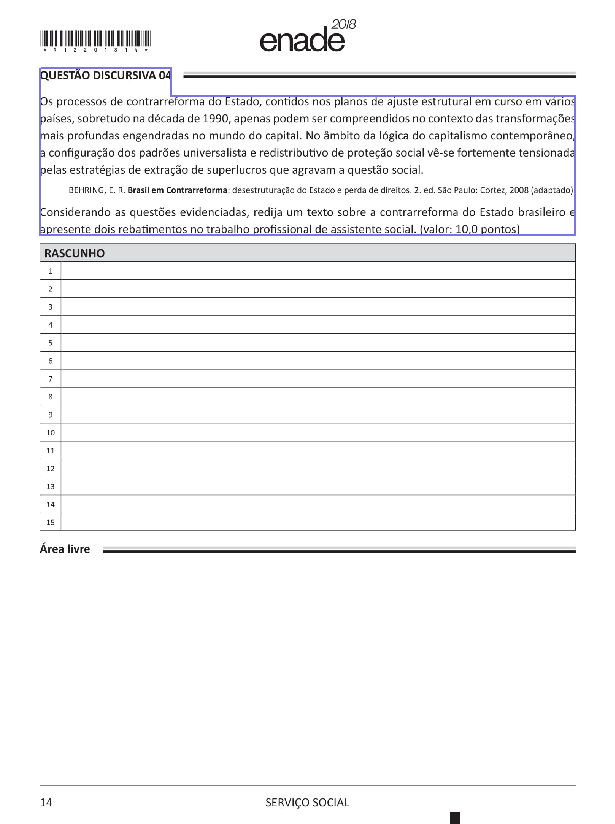 enade 2018
*R1220181 4*
QUESTÃO DISCURSIVA 04
Os processos de contrarreforma do Estado, contidos nos planos de ajuste estrutural em curso em vários
países, sobretudo na década de 1990, apenas podem ser compreendidos no contexto das transformações
mais profundas engendradas no mundo do capital. No âmbito da lógica do capitalismo contemporâneo,
a configuração dos padrões universalista e redistributivo de proteção social vê-se fortemente tensionada
pelas estratégias de extração de superlucros que agravam a questão social.
BEHRING, E. R. Brasil em Contrarreforma: desestruturação do Estado e perda de direitos. 2. ed. São Paulo: Cortez, 2008 (adaptado)
Considerando as questões evidenciadas, redija um texto sobre a contrarreforma do Estado brasileiro e
apresente dois rebatimentos no trabalho profissional de assistente social. (valor: 10,0 pontos)
RASCUNHO
1
2
3
4
5
6
7
8
9
10
11
12
13
14
15
Área livre
14 SERVIÇO SOCIAL